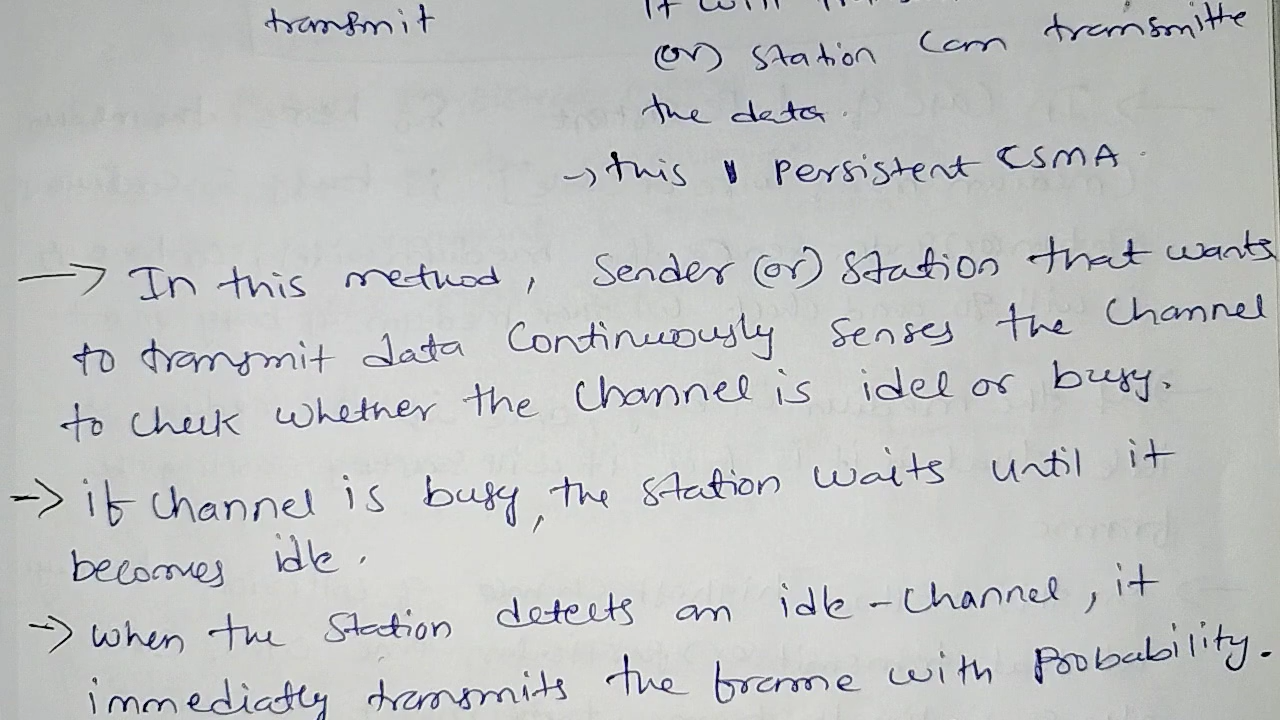 transmit
it will
(or) station can transmitte
the data.
→ this persistent CSMA.
→ In this method, Sender (or) Station that wants
to transmit data Continuously senses the Channel
to check whether the Channel is idel or busy.
→ if channel is busy, the station waits until it
becomes idle.
→ when the Station detects an idle-channel, it
immediatly transmits the frame with Probability.